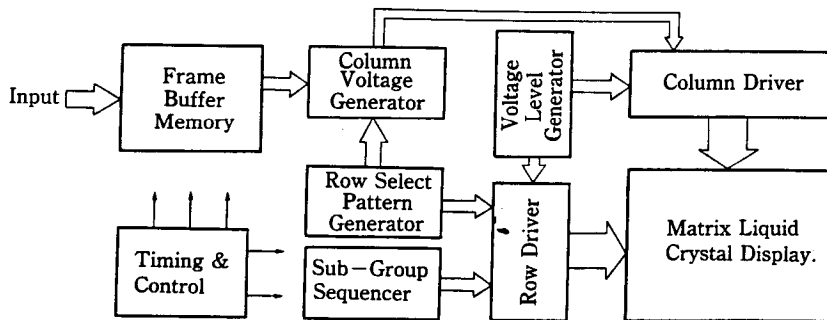 Input
Frame
Buffer
Memory
Column
Voltage
Generator
Voltage
Level
Generator
Column Driver
Row Select
Pattern
Generator
Row Driver
Matrix Liquid
Crystal Display.
Timing &
Control
Sub-Group
Sequencer